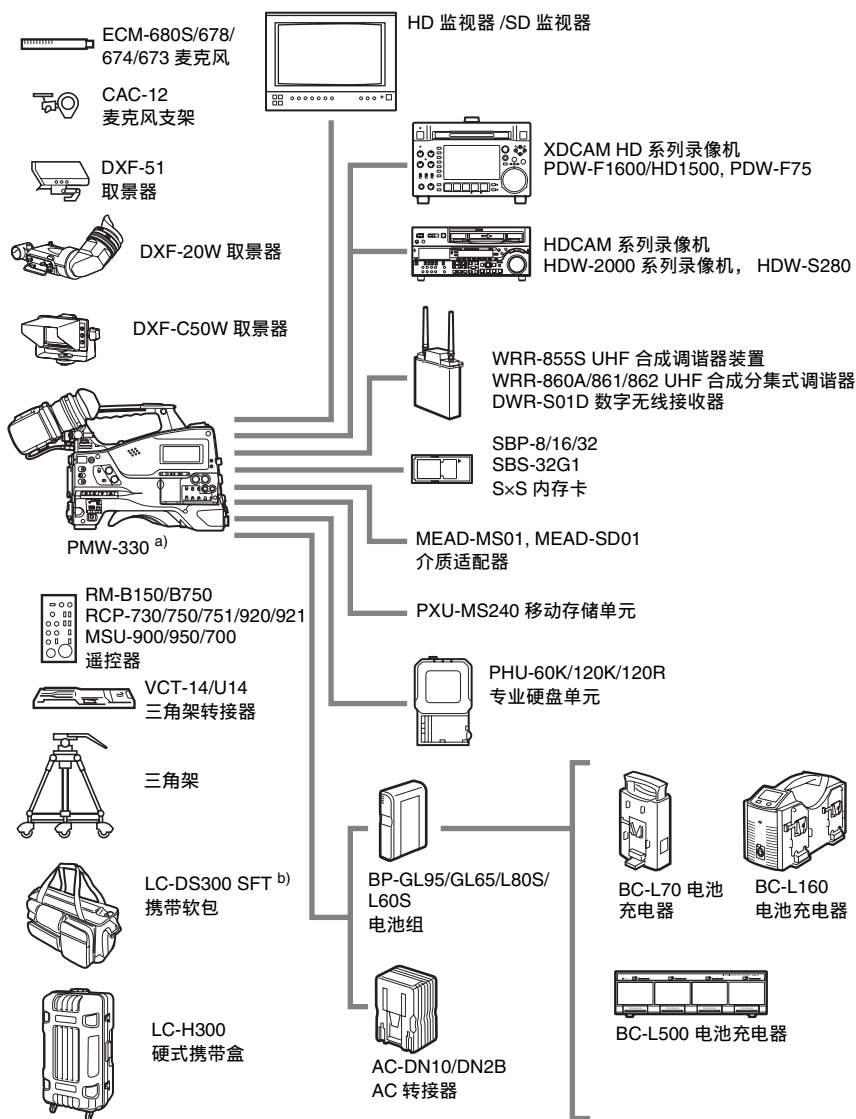 ECM-680S/678/
674/673 麦克风
HD 监视器 /SD 监视器
CAC-12
麦克风支架
DXF-51
取景器
XDCAM HD 系列录像机
PDW-F1600/HD1500, PDW-F75
DXF-20W 取景器
HDCAM 系列录像机
HDW-2000 系列录像机， HDW-S280
DXF-C50W 取景器
WRR-855S UHF 合成调谐器装置
WRR-860A/861/862 UHF 合成分集式调谐器
DWR-S01D 数字无线接收器
SBP-8/16/32
SBS-32G1
S×S 内存卡
PMW-330 a)
MEAD-MS01, MEAD-SD01
介质适配器
RM-B150/B750
RCP-730/750/751/920/921
MSU-900/950/700
遥控器
PXU-MS240 移动存储单元
VCT-14/U14
三角架转接器
PHU-60K/120K/120R
专业硬盘单元
三角架
BP-GL95/GL65/L80S/
L60S
电池组
BC-L70 电池
充电器
BC-L160
电池充电器
LC-DS300 SFT b)
携带软包
BC-L500 电池充电器
LC-H300
硬式携带盒
AC-DN10/DN2B
AC 转接器